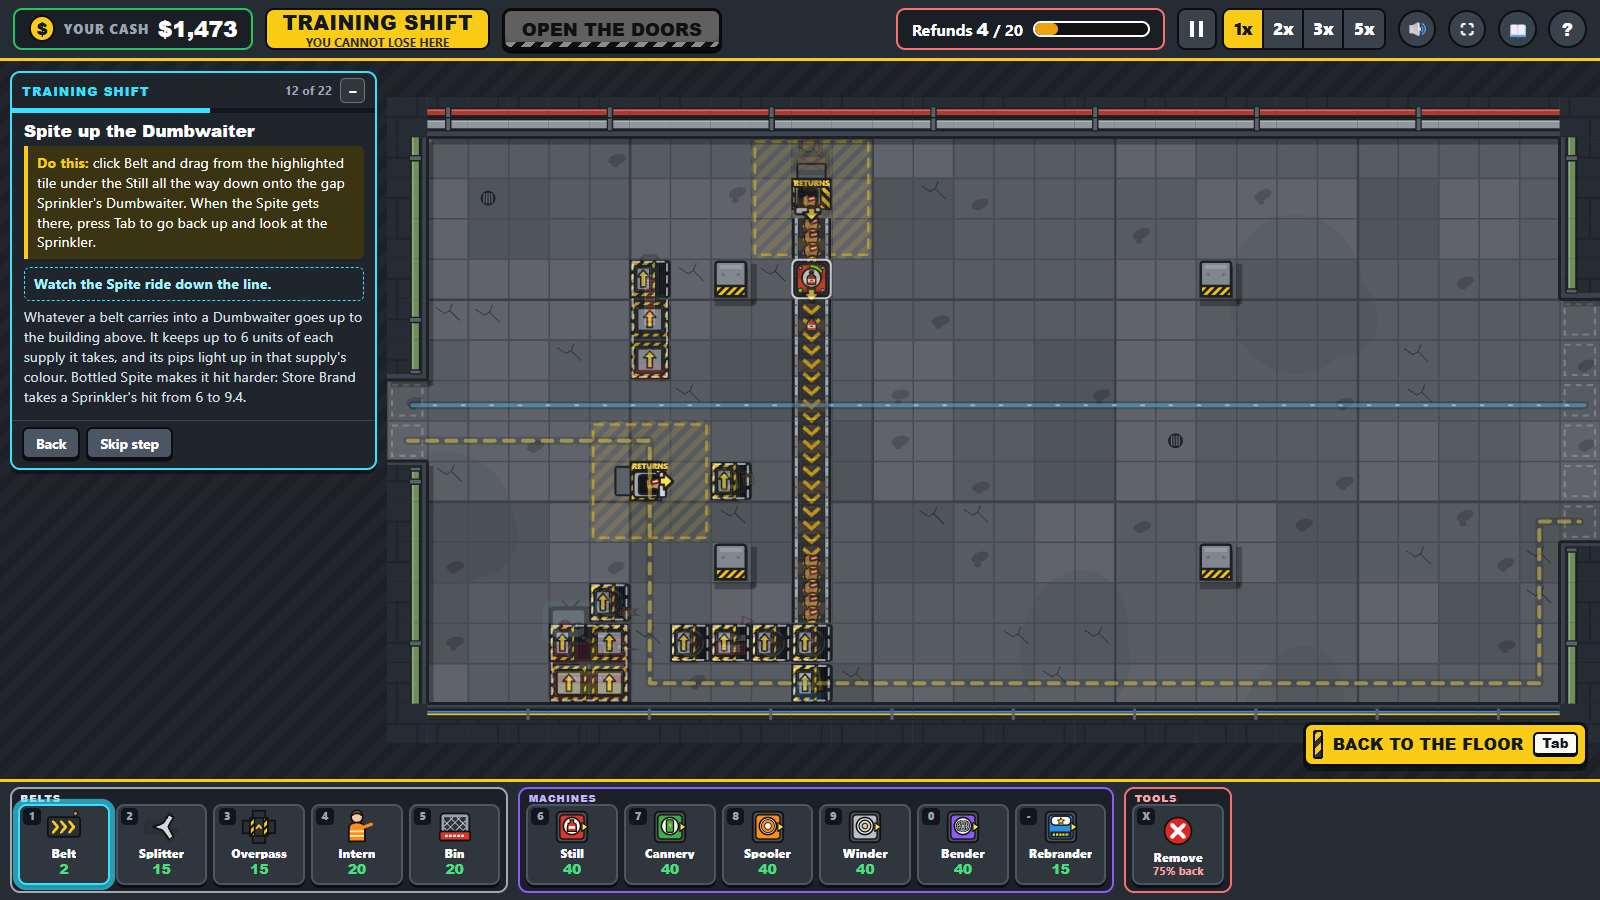 $ YOUR CASH $1,473
TRAINING SHIFT
YOU CANNOT LOSE HERE
OPEN THE DOORS
Refunds 4 / 20
1x 2x 3x 5x ?
TRAINING SHIFT 12 of 22 –
Spite up the Dumbwaiter
Do this: click Belt and drag from the highlighted
tile under the Still all the way down onto the gap
Sprinkler's Dumbwaiter. When the Spite gets
there, press Tab to go back up and look at the
Sprinkler.
Watch the Spite ride down the line.
Whatever a belt carries into a Dumbwaiter goes up to
the building above. It keeps up to 6 units of each
supply it takes, and its pips light up in that supply's
colour. Bottled Spite makes it hit harder: Store Brand
takes a Sprinkler's hit from 6 to 9.4.
Back Skip step
RETURNS
RETURNS
BACK TO THE FLOOR Tab
BELTS
1 Belt 2
2 Splitter 15
3 Overpass 15
4 Intern 20
5 Bin 20
MACHINES
6 Still 40
7 Cannery 40
8 Spooler 40
9 Winder 40
0 Bender 40
- Rebrander 15
TOOLS
X Remove
75% back